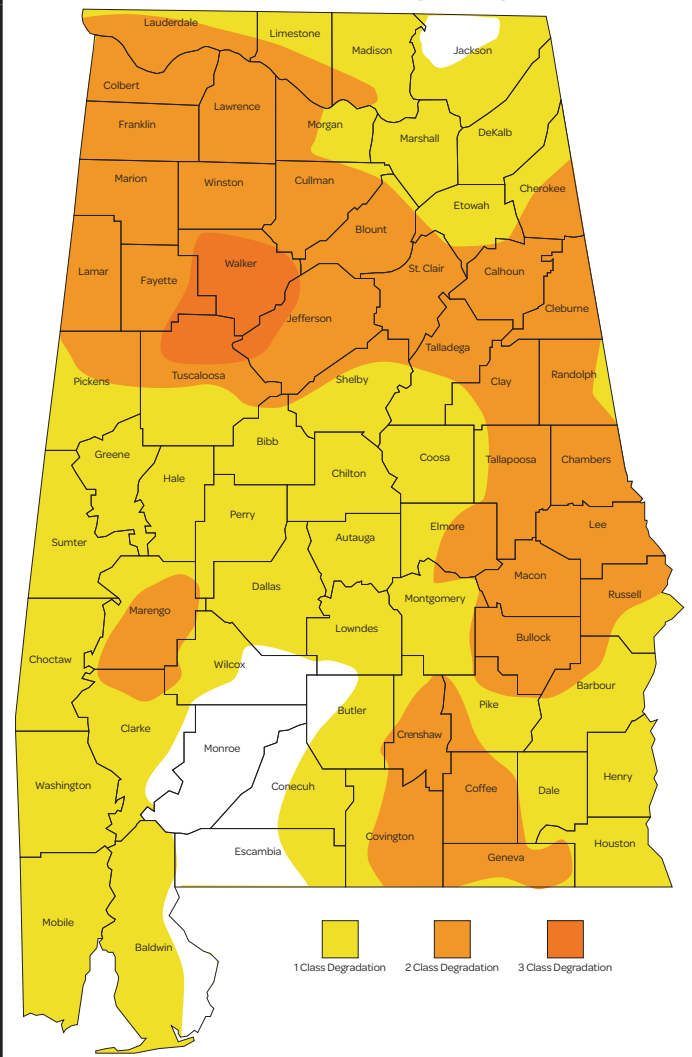 Lauderdale
Limestone
Madison
Jackson
Colbert
Lawrence
Franklin
Morgan
Marshall
DeKalb
Marion
Winston
Cullman
Cherokee
Etowah
Blount
Walker
St. Clair
Calhoun
Lamar
Fayette
Cleburne
Jefferson
Talladega
Pickens
Tuscaloosa
Shelby
Clay
Randolph
Bibb
Greene
Coosa
Tallapoosa
Chambers
Hale
Chilton
Perry
Elmore
Lee
Sumter
Autauga
Macon
Dallas
Montgomery
Russell
Marengo
Lowndes
Bullock
Choctaw
Wilcox
Barbour
Pike
Butler
Clarke
Crenshaw
Monroe
Henry
Washington
Conecuh
Coffee
Dale
Covington
Houston
Escambia
Geneva
Mobile
Baldwin
1 Class Degradation
2 Class Degradation
3 Class Degradation